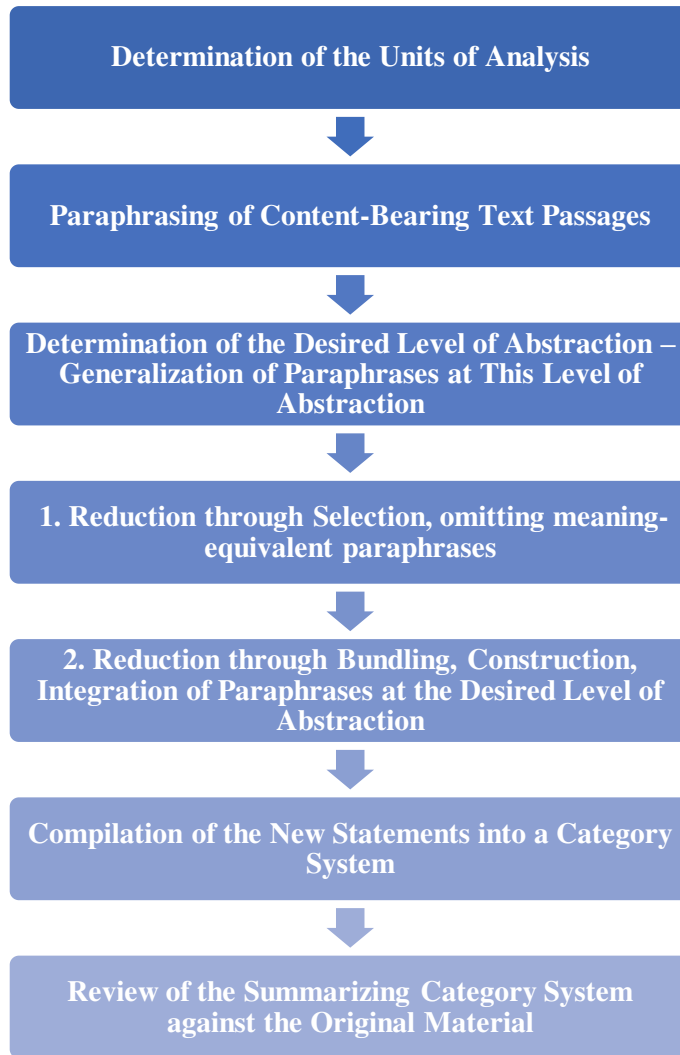 Determination of the Units of Analysis
Paraphrasing of Content-Bearing Text Passages
Determination of the Desired Level of Abstraction –
Generalization of Paraphrases at This Level of
Abstraction
1. Reduction through Selection, omitting meaning-
equivalent paraphrases
2. Reduction through Bundling, Construction,
Integration of Paraphrases at the Desired Level of
Abstraction
Compilation of the New Statements into a Category
System
Review of the Summarizing Category System
against the Original Material